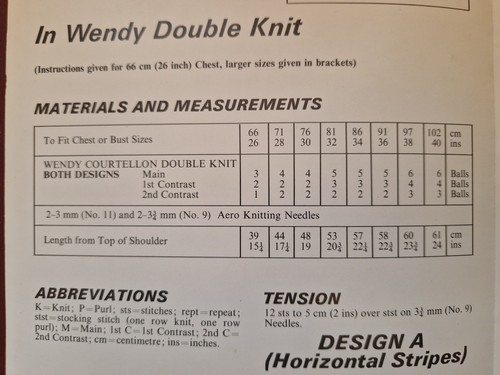 In Wendy Double Knit
(Instructions given for 66 cm (26 inch) Chest, larger sizes given in brackets)
MATERIALS AND MEASUREMENTS
To Fit Chest or Bust Sizes 66 71 76 81 86 91 97 102 cm
26 28 30 32 34 36 38 40 ins
WENDY COURTELLON DOUBLE KNIT
BOTH DESIGNS Main 3 4 4 5 5 5 6 6 Balls
1st Contrast 2 2 2 3 3 3 4 4 Balls
2nd Contrast 1 2 2 2 2 2 3 3 Balls
2–3 mm (No. 11) and 2–3¾ mm (No. 9) Aero Knitting Needles
Length from Top of Shoulder 39 44 48 53 57 58 60 61 cm
15¼ 17¼ 19 20¾ 22¼ 22¾ 23¾ 24 ins
ABBREVIATIONS
K=Knit; P=Purl; sts=stitches; rept=repeat;
stst=stocking stitch (one row knit, one row
purl); M=Main; 1st C=1st Contrast; 2nd C=
2nd Contrast; cm=centimetre; ins=inches.
TENSION
12 sts to 5 cm (2 ins) over stst on 3¾ mm (No. 9)
Needles.
DESIGN A
(Horizontal Stripes)